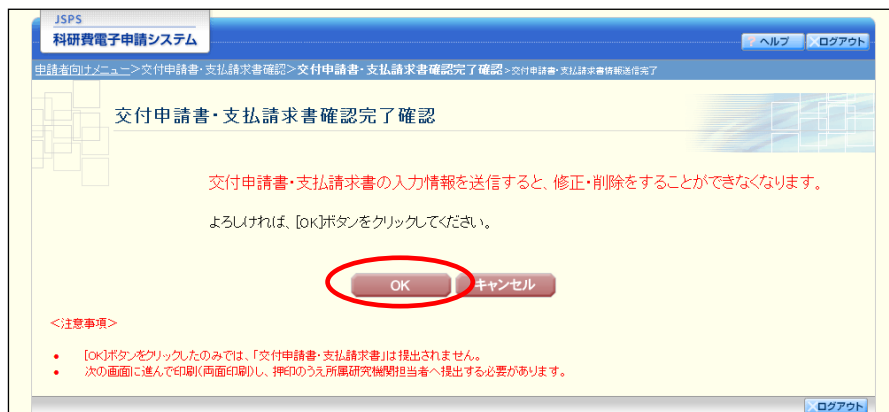 JSPS
科研費電子申請システム
? ヘルプ ログアウト
申請者向けメニュー>交付申請書・支払請求書確認>交付申請書・支払請求書確認完了確認>交付申請書・支払請求書情報送信完了
交付申請書・支払請求書確認完了確認
交付申請書・支払請求書の入力情報を送信すると、修正・削除をすることができなくなります。
よろしければ、[OK]ボタンをクリックしてください。
OK キャンセル
<注意事項>
• [OK]ボタンをクリックしたのみでは、「交付申請書・支払請求書」は提出されません。
• 次の画面に進んで印刷(両面印刷)し、押印のうえ所属研究機関担当者へ提出する必要があります。
ログアウト